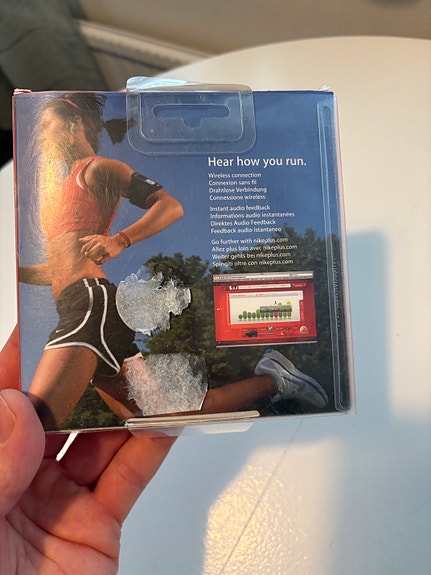 Hear how you run.
Wireless connection
Connexion sans fil
Drahtlose Verbindung
Connessione wireless
Instant audio feedback
Informations audio instantanées
Direktes Audio Feedback
Feedback audio istantaneo
Go further with nikeplus.com
Allez plus loin avec nikeplus.com
Weiter gehts bei nikeplus.com
Spingiti oltre con nikeplus.com